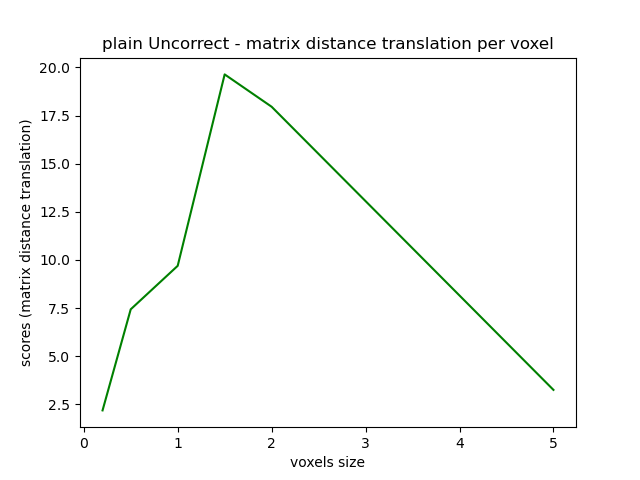 plain Uncorrect - matrix distance translation per voxel
20.0
17.5
15.0
12.5
10.0
7.5
5.0
2.5
scores (matrix distance translation)
0 1 2 3 4 5
voxels size